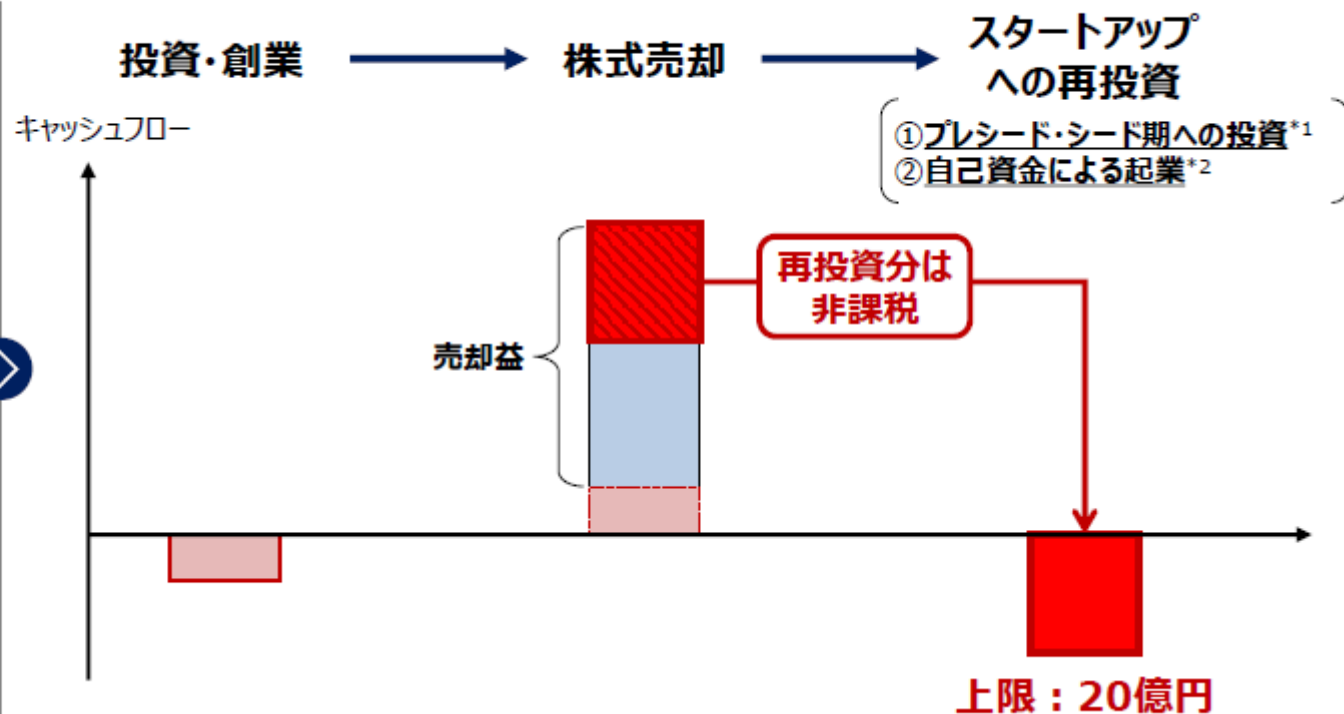 投資・創業
株式売却
スタートアップ
への再投資
①プレシード・シード期への投資*1
②自己資金による起業*2
キャッシュフロー
再投資分は
非課税
売却益
上限：20億円